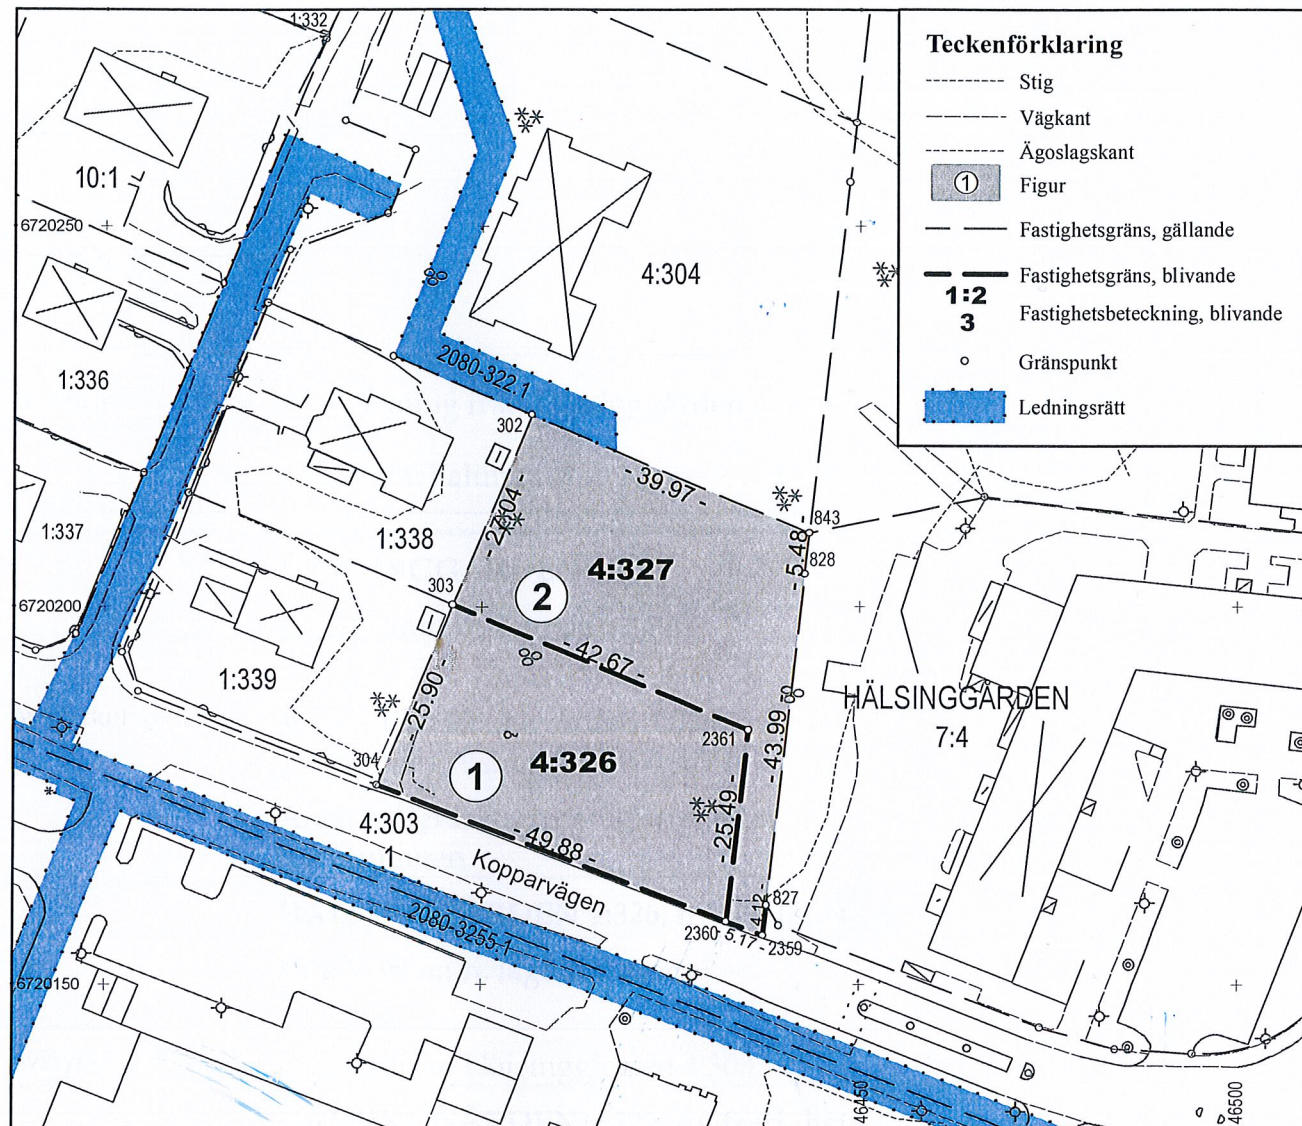 Teckenförklaring
Stig
Vägkant
Ägoslagskant
1 Figur
Fastighetsgräns, gällande
Fastighetsgräns, blivande
1:2
3
Fastighetsbeteckning, blivande
Gränspunkt
Ledningsrätt
1:332
10:1
6720250
4:304
1:336
2080-322.1
302
- 27.04 -
- 39.97 -
843
- 5.48
828
1:337
1:338
4:327
2
303
6720200
- 42.67 -
1:339
- 25.90 -
2361
- 43.99 -
HÄLSINGGÅRDEN
7:4
304
1
4:326
- 25.49 -
4:303
1
- 49.88 -
Kopparvägen
827
4.12 -
2360
- 5.17 -
2359
2080-3255.1
6720150
46450
46500